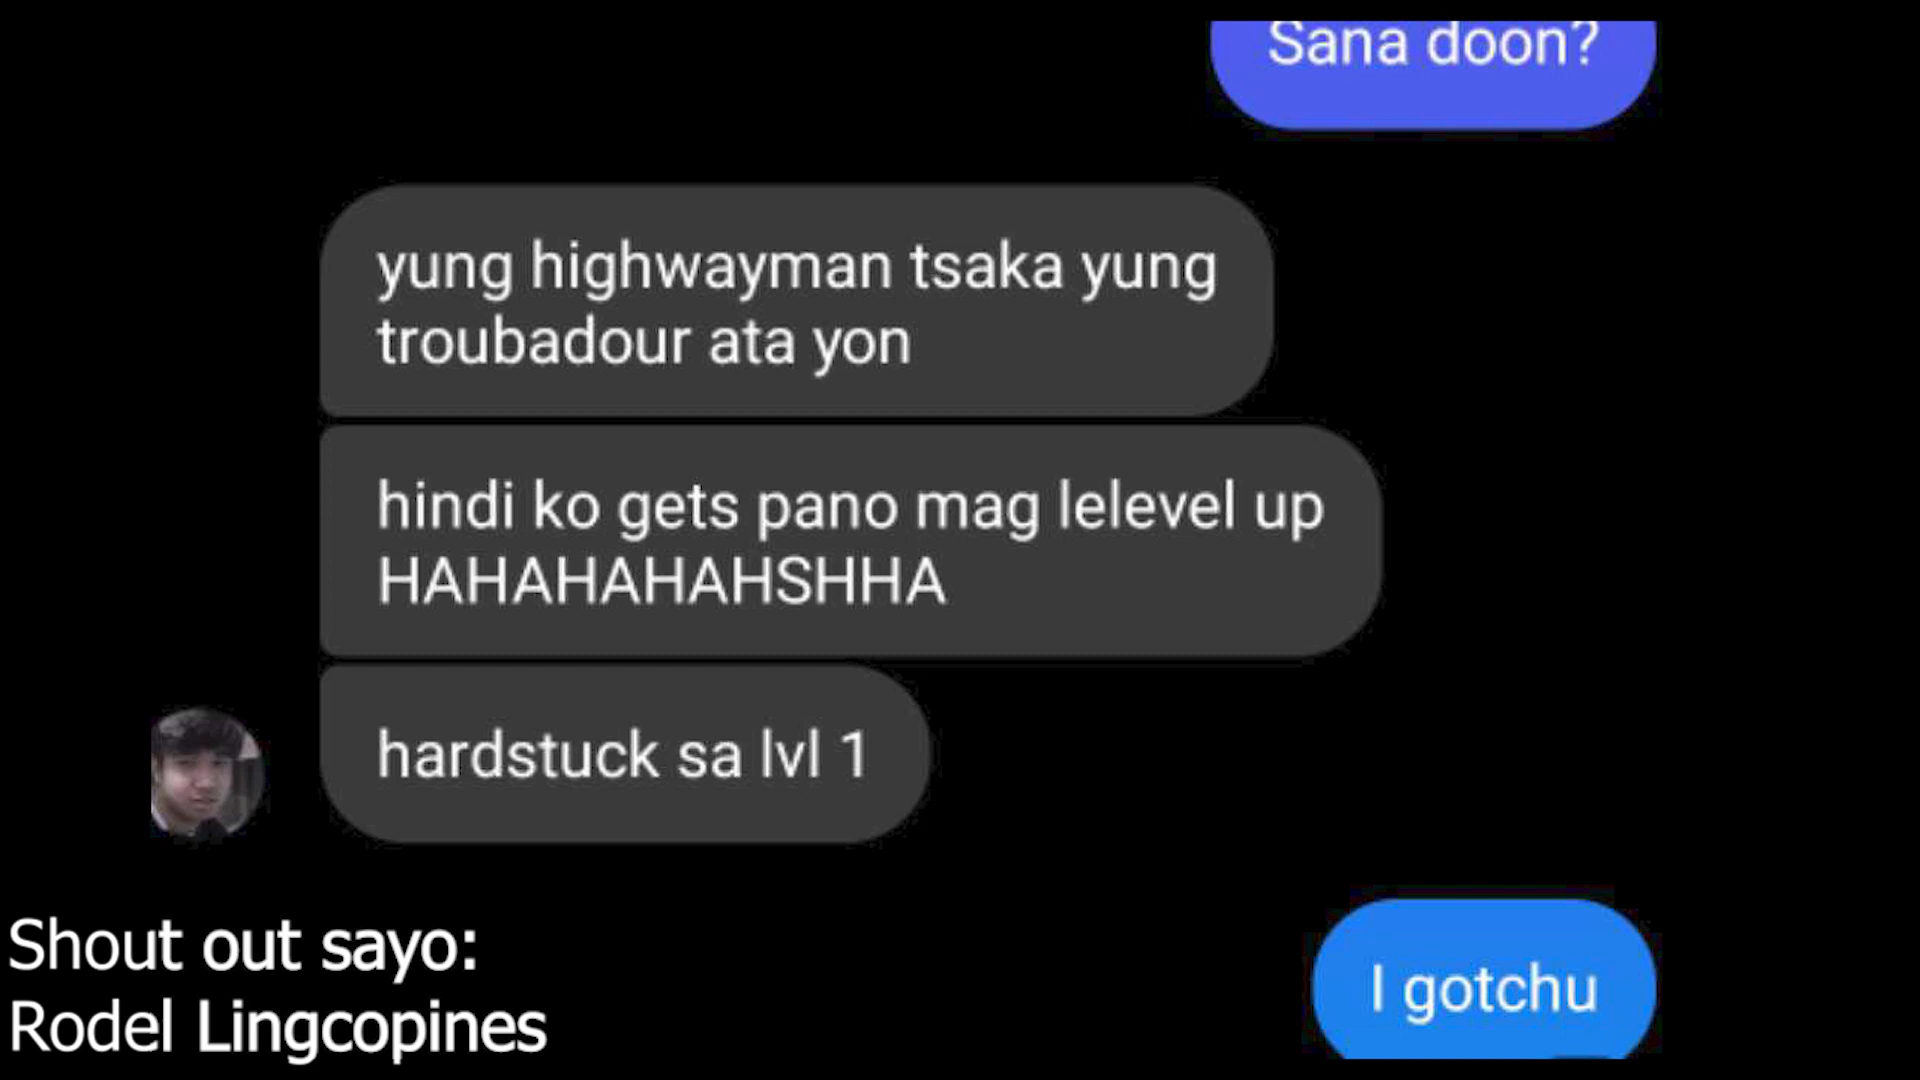 Sana doon?
yung highwayman tsaka yung
troubadour ata yon
hindi ko gets pano mag lelevel up
HAHAHAHAHSHHA
hardstuck sa lvl 1
I gotchu
Shout out sayo:
Rodel Lingcopines